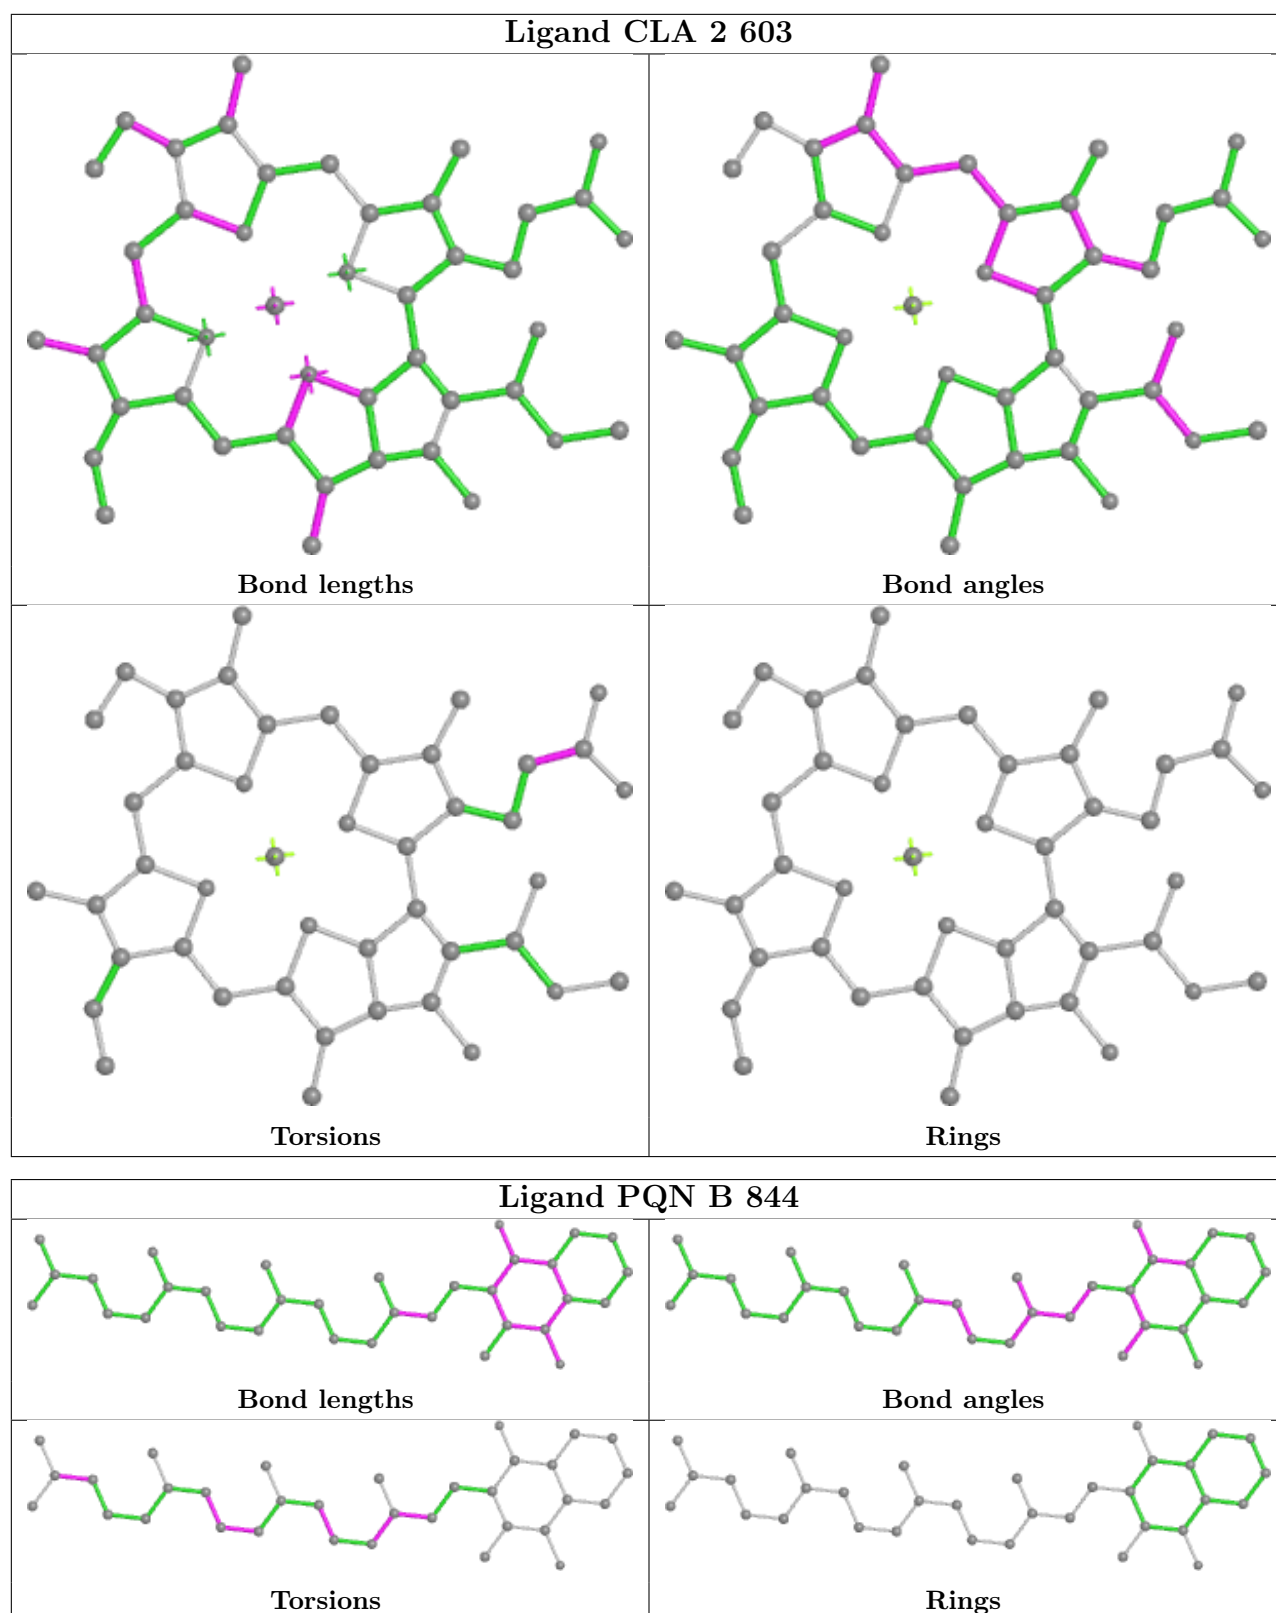 Ligand CLA 2 603
Bond lengths
Bond angles
Torsions
Rings
Ligand PQN B 844
Bond lengths
Bond angles
Torsions
Rings